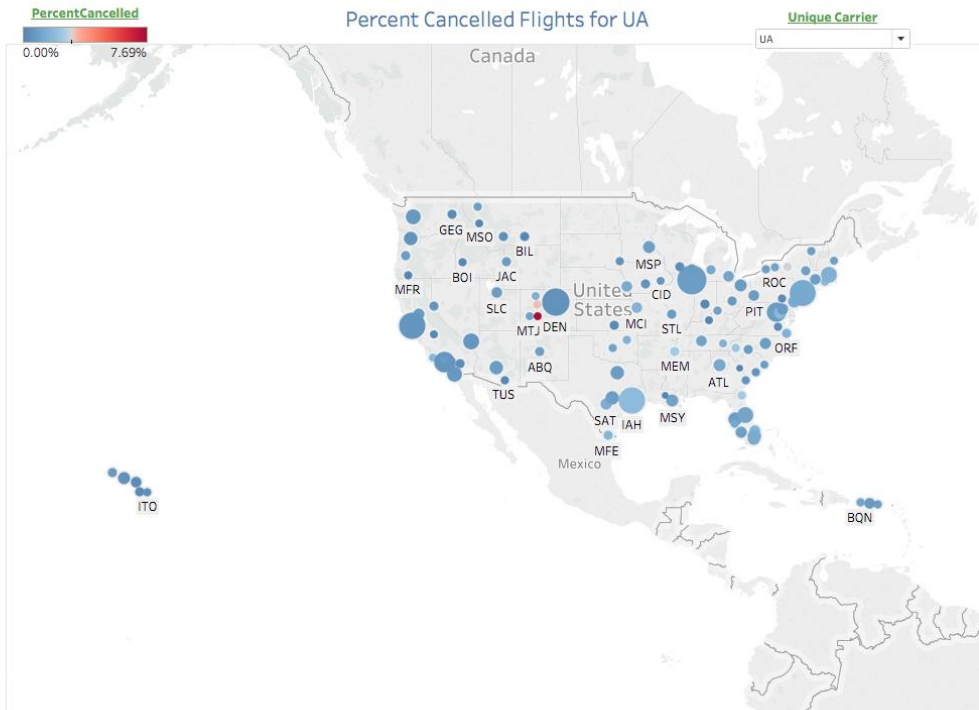 PercentCancelled
0.00%
7.69%
Percent Cancelled Flights for UA
Unique Carrier
UA
Canada
GEG
MSO
BIL
MSP
MFR
BOI
JAC
ROC
SLC
United
States
CID
MTJ
DEN
MCI
STL
PIT
ORF
ABQ
MEM
TUS
ATL
SAT
IAH
MSY
MFE
Mexico
ITO
BQN